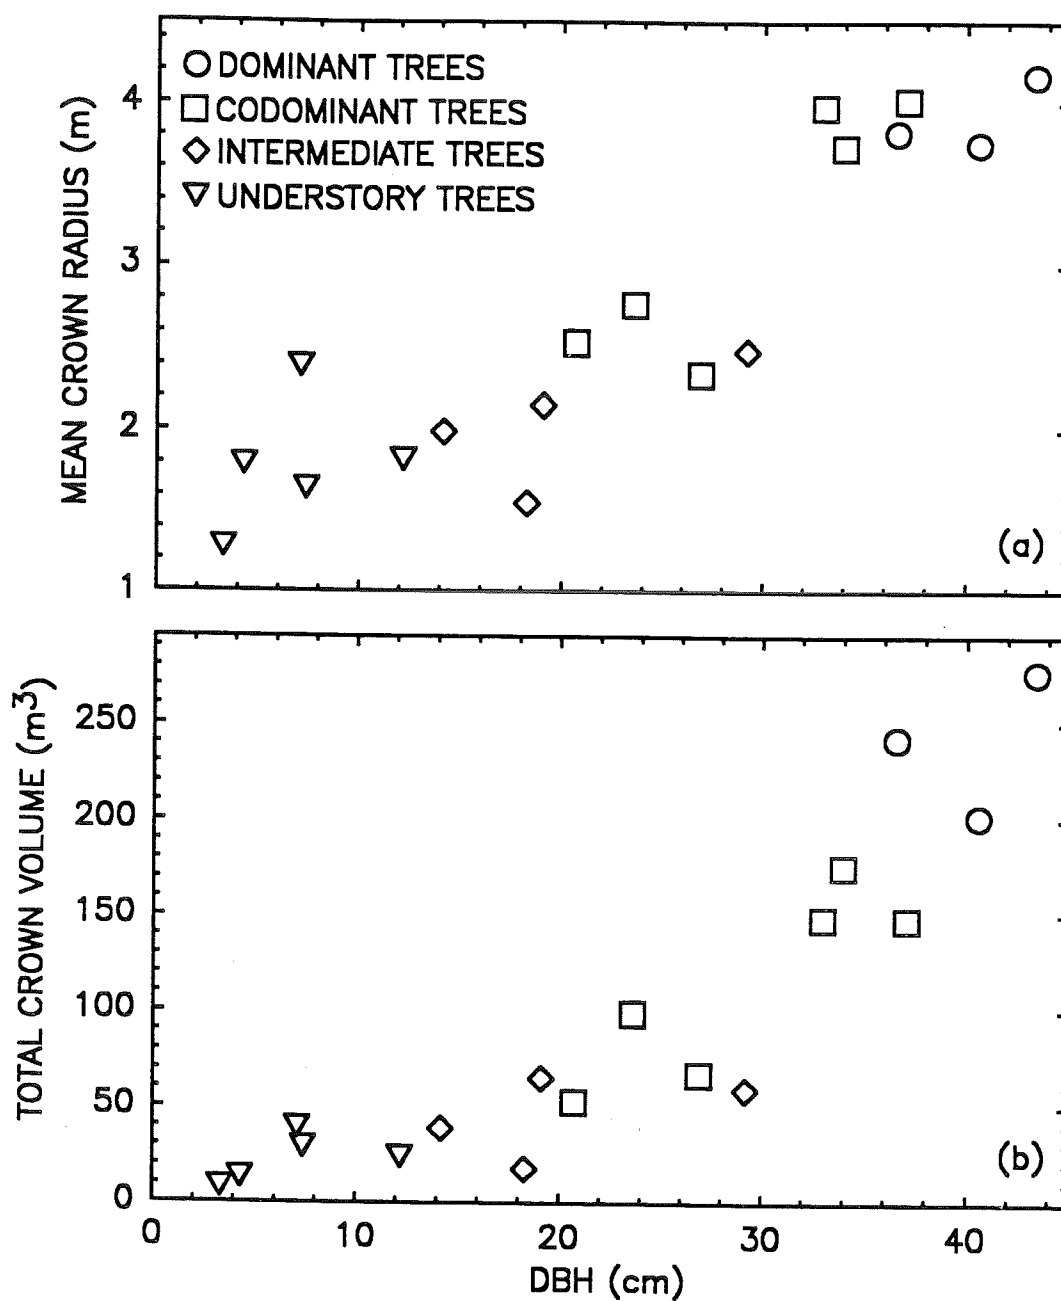 DOMINANT TREES
CODOMINANT TREES
INTERMEDIATE TREES
UNDERSTORY TREES
MEAN CROWN RADIUS (m)
4
3
2
1
(a)
TOTAL CROWN VOLUME (m³)
250
200
150
100
50
0
(b)
0 10 20 30 40
DBH (cm)